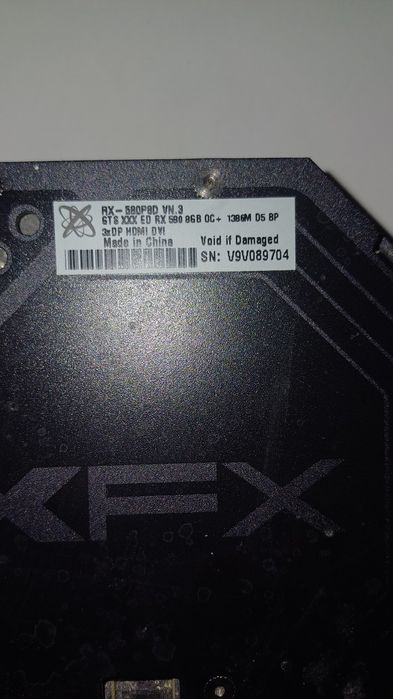 RX-580P8D VN.3
GTS XXX ED RX 580 8GB OC+ 1386M D5 BP
3xDP HDMI DVI
Made in China Void if Damaged
SN: V9V089704
XFX